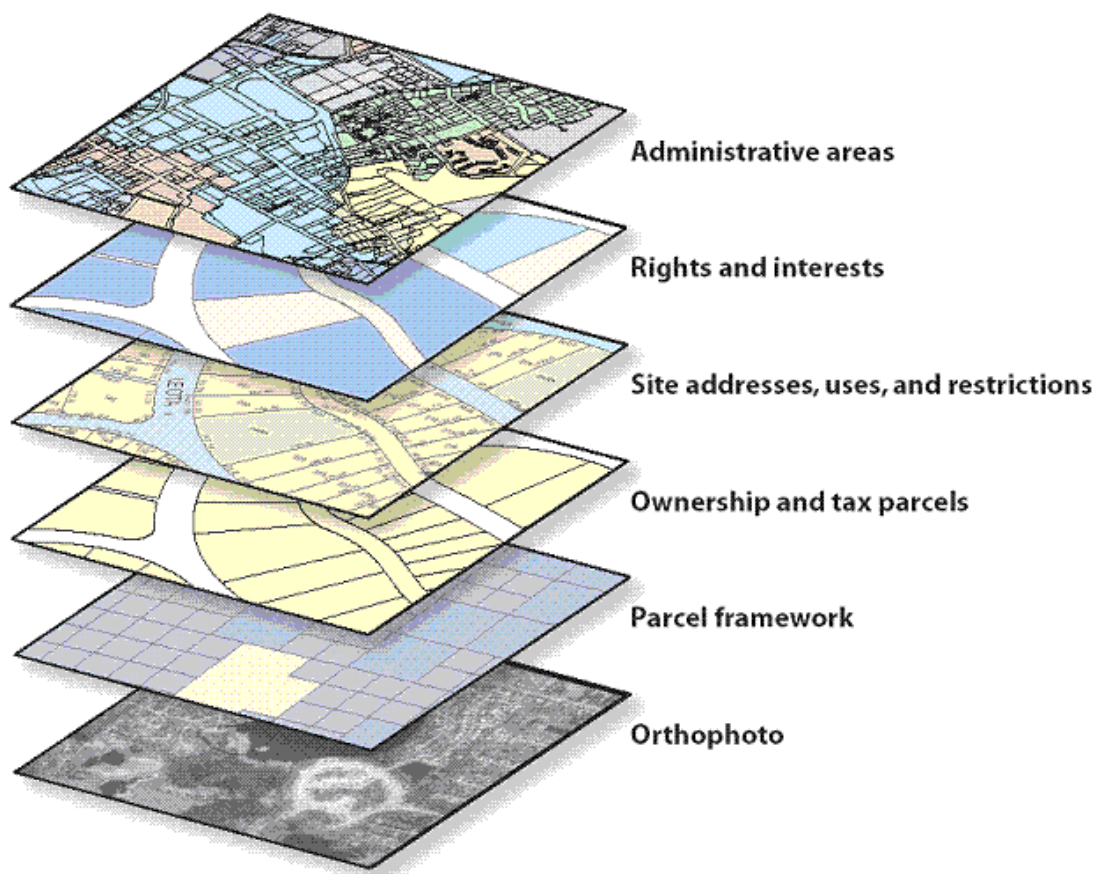 Administrative areas
Rights and interests
Site addresses, uses, and restrictions
Ownership and tax parcels
Parcel framework
Orthophoto